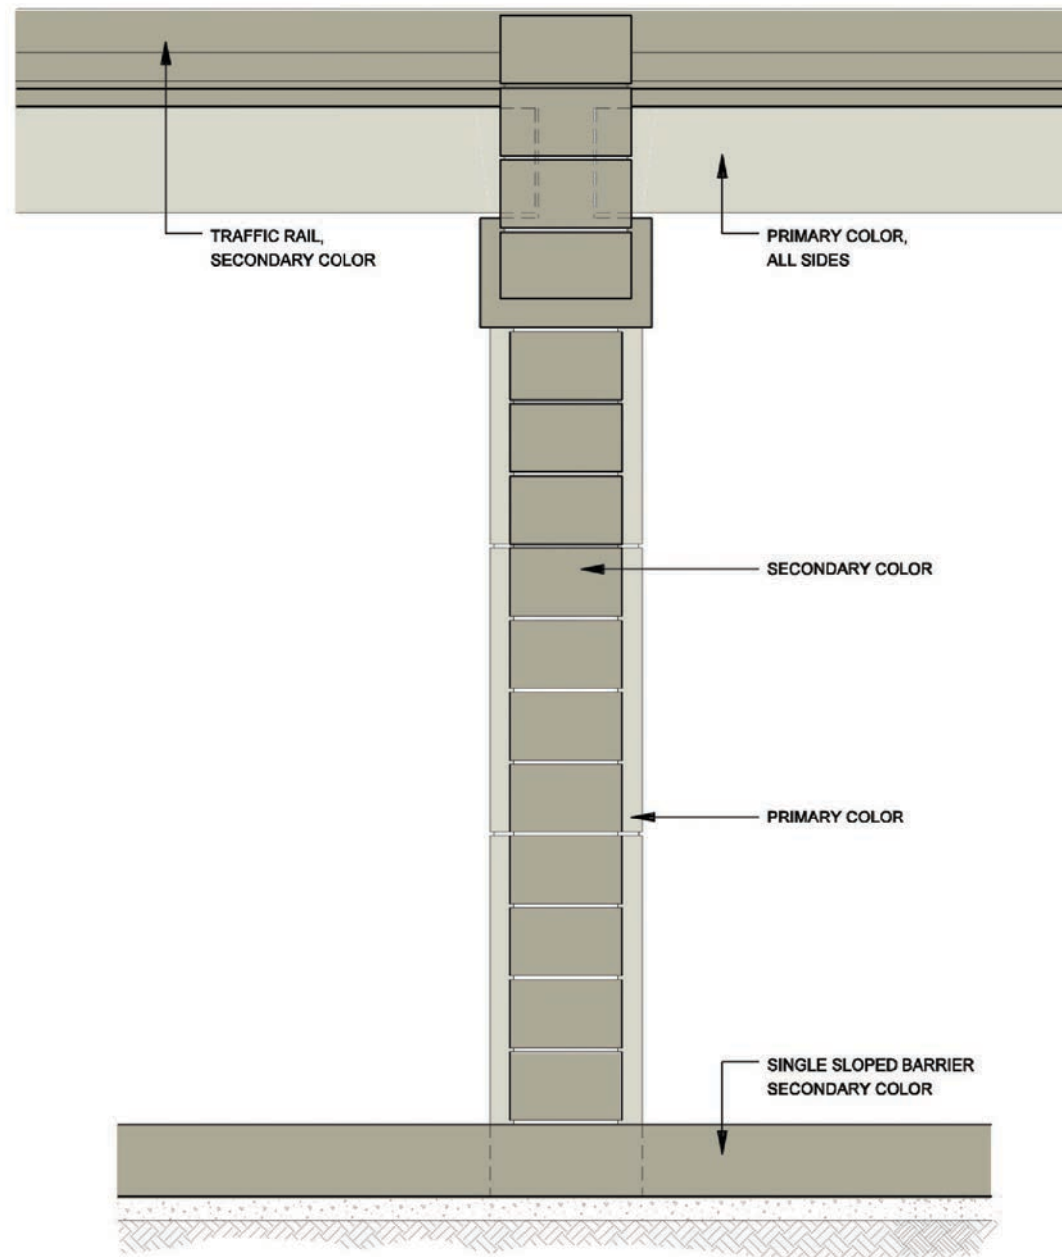 TRAFFIC RAIL,
SECONDARY COLOR
PRIMARY COLOR,
ALL SIDES
SECONDARY COLOR
PRIMARY COLOR
SINGLE SLOPED BARRIER
SECONDARY COLOR